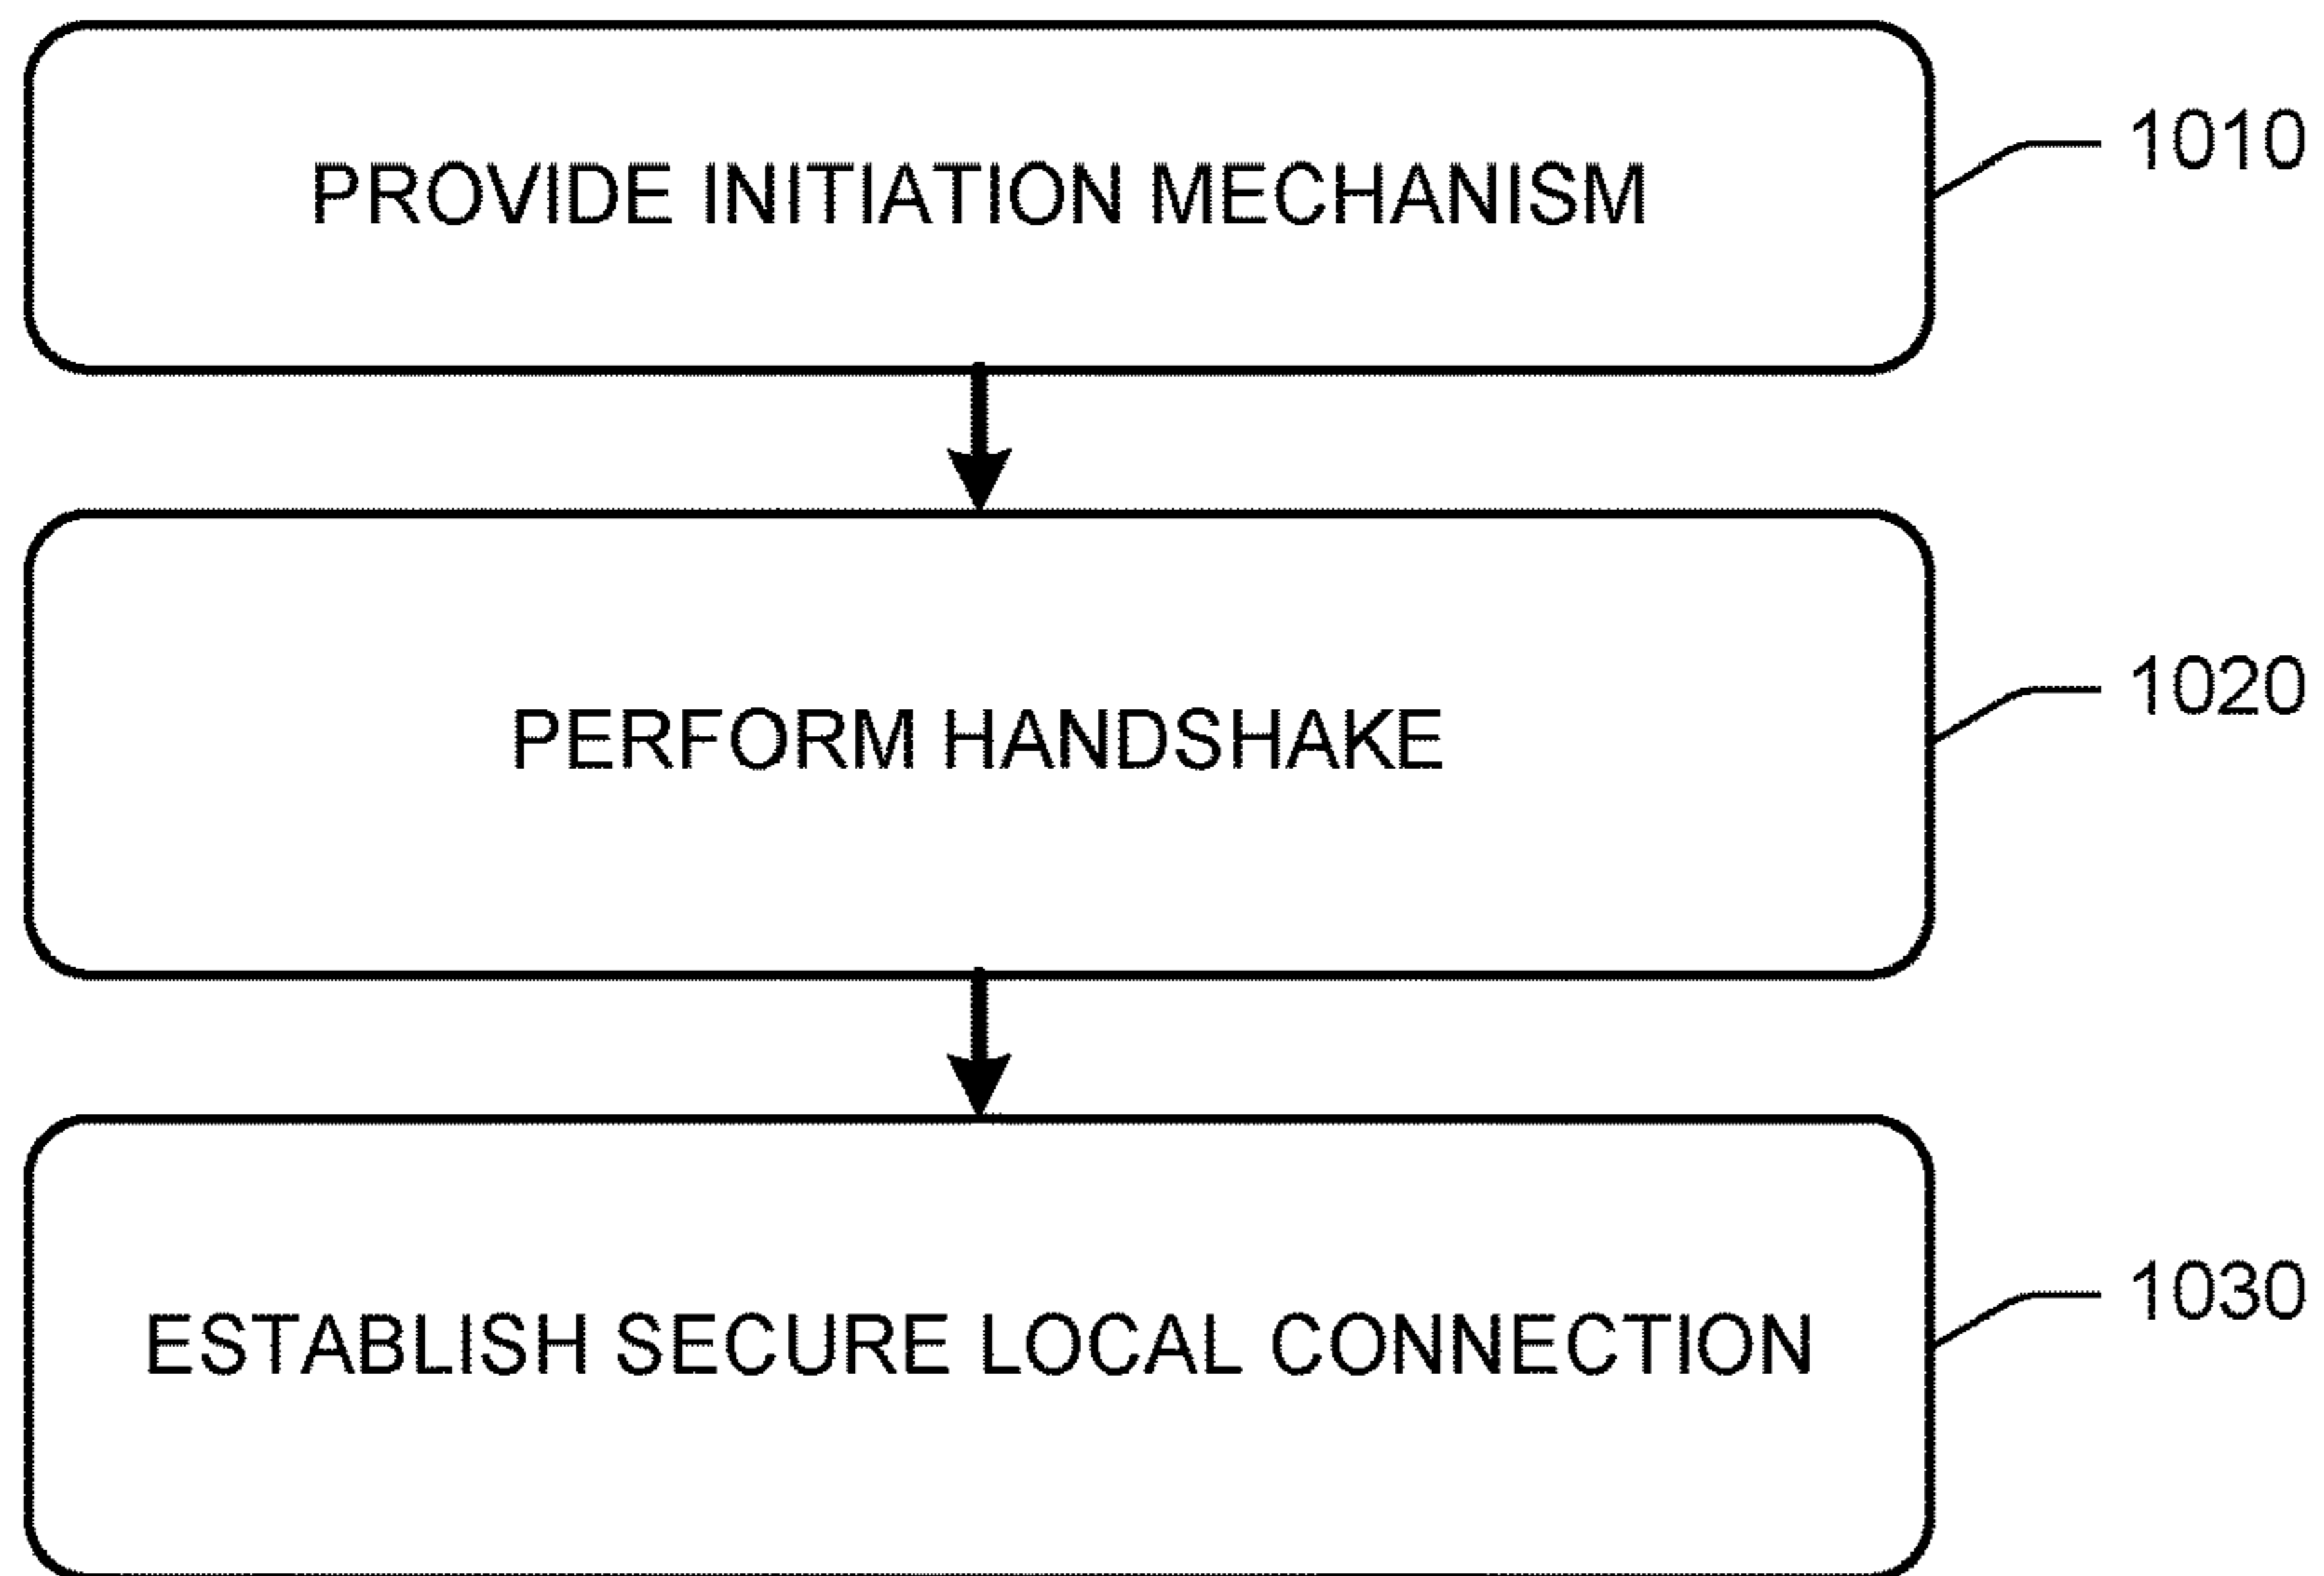 PROVIDE INITIATION MECHANISM
1010
PERFORM HANDSHAKE
1020
ESTABLISH SECURE LOCAL CONNECTION
1030